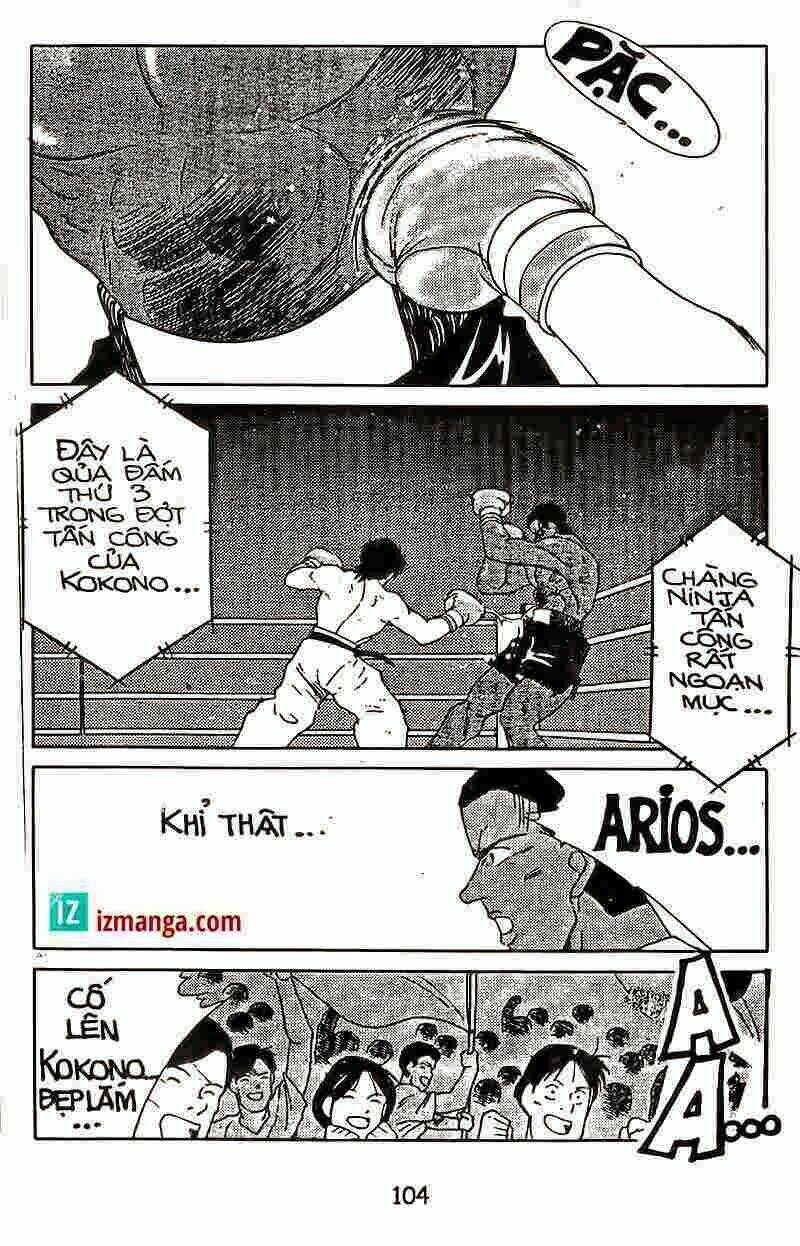 PẶC...
ĐÂY LÀ
QỦA ĐẤM
THỨ 3
TRONG ĐỢT
TẤN CÔNG
CỦA
KOKONO...
CHÀNG
NINJA
TẤN
CÔNG
RẤT
NGOẠN
MỤC...
KHỈ THẬT...
ARIOS...
IZ izmanga.com
CỐ
LÊN
KOKONO
ĐẸP LẮM
...
A
A...
104